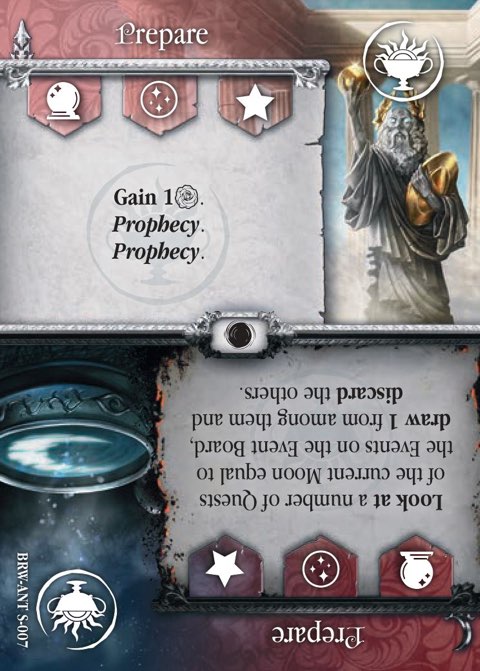 Prepare
Gain 1.
Prophecy.
Prophecy.
Prepare
Look at a number of Quests
of the current Moon equal to
the Events on the Event Board,
draw 1 from among them and
discard the others.
BRW-ANT S-007